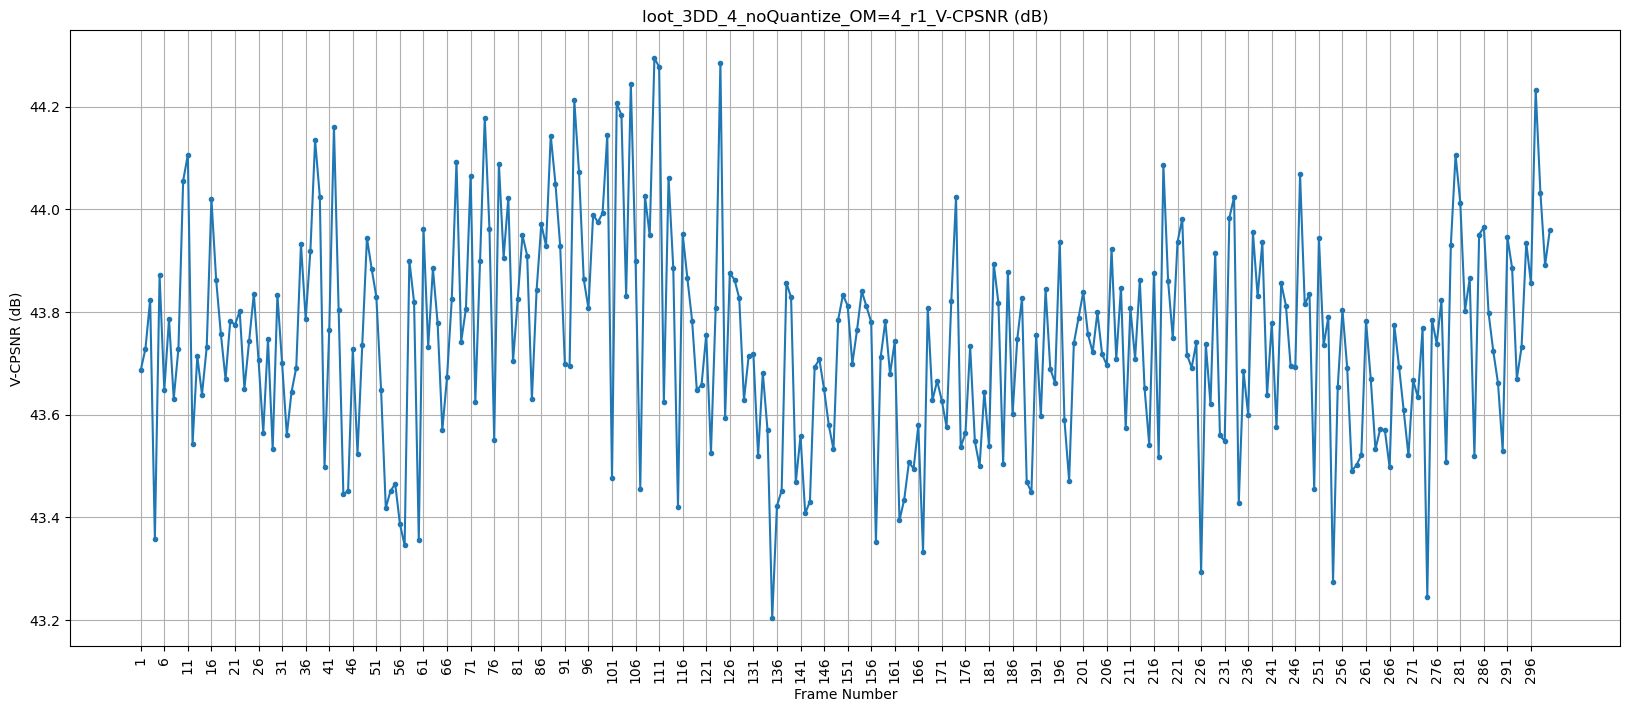 loot_3DD_4_noQuantize_OM=4_r1_V-CPSNR (dB)
V-CPSNR (dB)
44.2
44.0
43.8
43.6
43.4
43.2
1 6 11 16 21 26 31 36 41 46 51 56 61 66 71 76 81 86 91 96 101 106 111 116 121 126 131 136 141 146 151 156 161 166 171 176 181 186 191 196 201 206 211 216 221 226 231 236 241 246 251 256 261 266 271 276 281 286 291 296
Frame Number